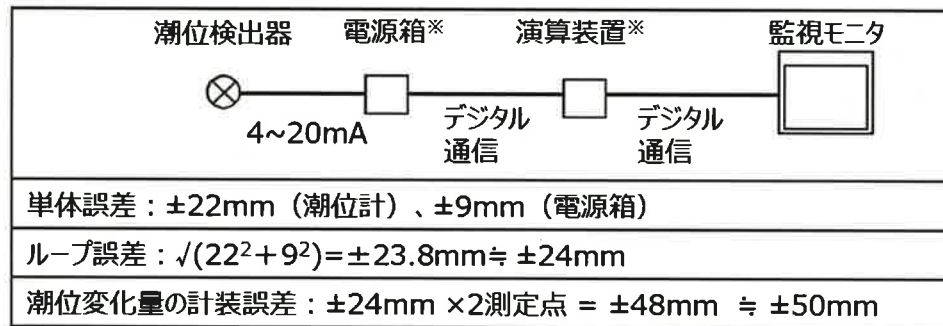 潮位検出器 電源箱※ 演算装置※ 監視モニタ
4~20mA
デジタル
通信
デジタル
通信
単体誤差：±22mm（潮位計）、±9mm（電源箱）
ループ誤差：√(22²+9²)=±23.8mm≒ ±24mm
潮位変化量の計装誤差：±24mm ×2測定点 = ±48mm ≒ ±50mm